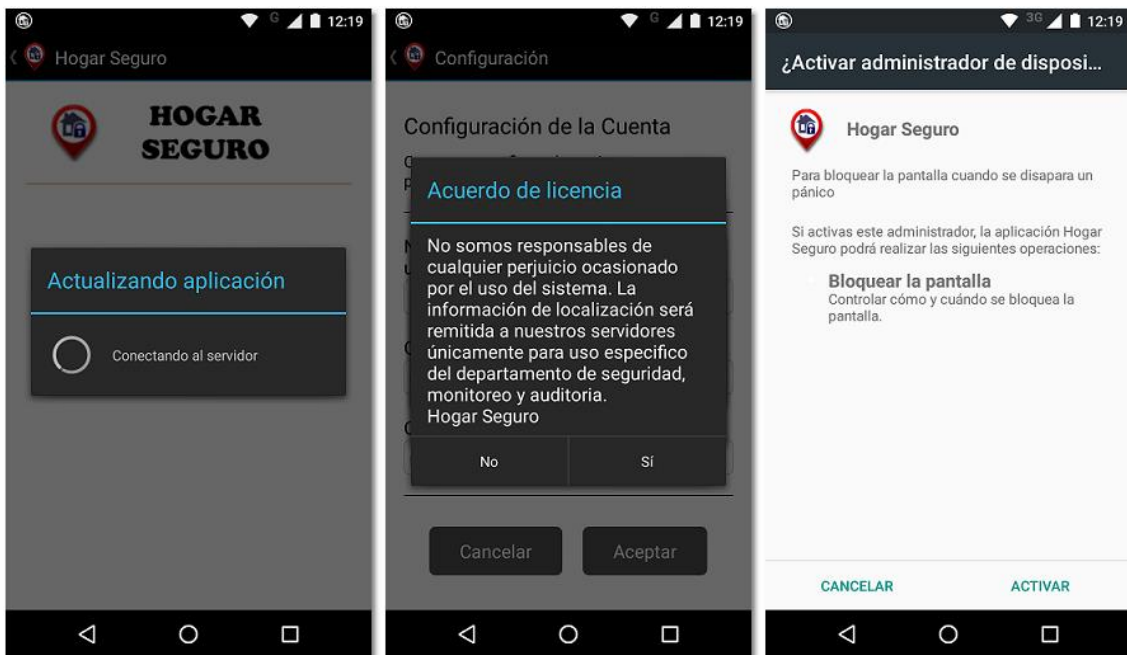 G 12:19
Hogar Seguro
HOGAR
SEGURO
Actualizando aplicación
Conectando al servidor
G 12:19
Configuración
Configuración de la Cuenta
Acuerdo de licencia
No somos responsables de
cualquier perjuicio ocasionado
por el uso del sistema. La
información de localización será
remitida a nuestros servidores
únicamente para uso especifico
del departamento de seguridad,
monitoreo y auditoria.
Hogar Seguro
No Sí
Cancelar Aceptar
3G 12:19
¿Activar administrador de disposi...
Hogar Seguro
Para bloquear la pantalla cuando se disapara un
pánico
Si activas este administrador, la aplicación Hogar
Seguro podrá realizar las siguientes operaciones:
Bloquear la pantalla
Controlar cómo y cuándo se bloquea la
pantalla.
CANCELAR ACTIVAR